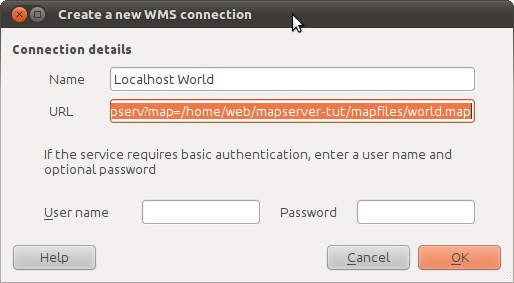 Create a new WMS connection
Connection details
Name Localhost World
URL pserv?map=/home/web/mapserver-tut/mapfiles/world.map
If the service requires basic authentication, enter a user name and
optional password
User name Password
Help Cancel OK